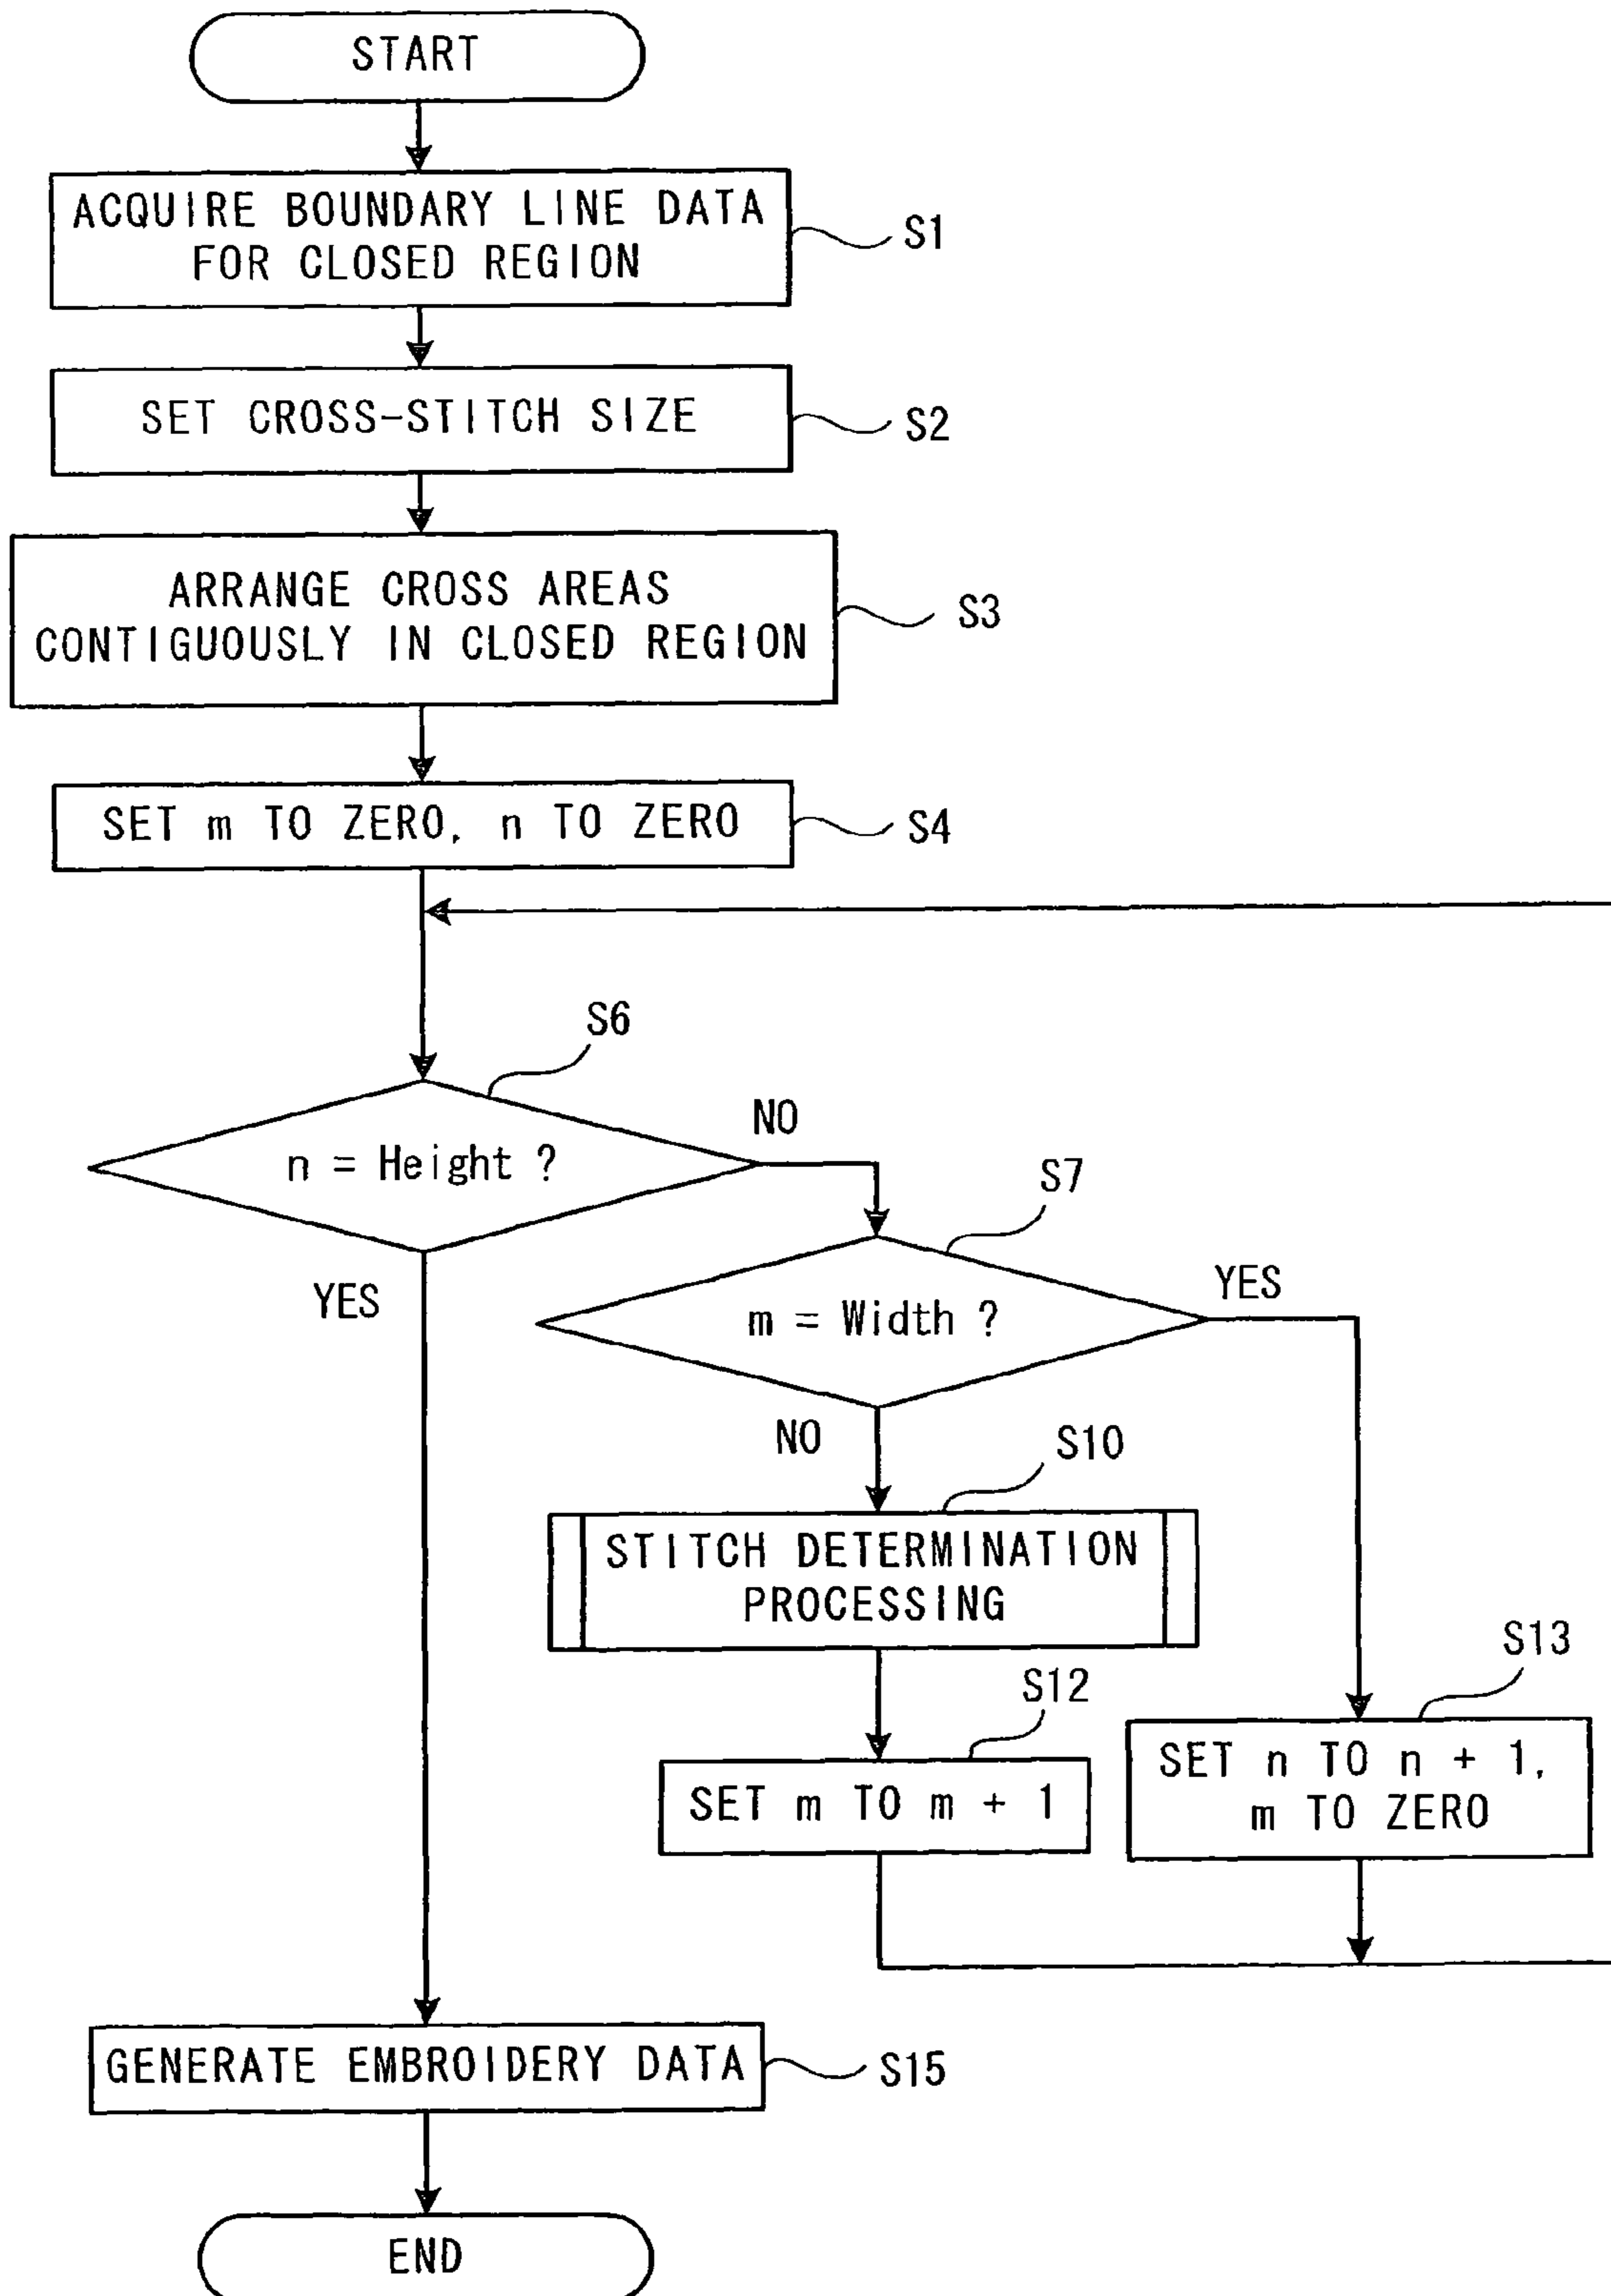 START
ACQUIRE BOUNDARY LINE DATA
FOR CLOSED REGION
S1
SET CROSS-STITCH SIZE
S2
ARRANGE CROSS AREAS
CONTIGUOUSLY IN CLOSED REGION
S3
SET m TO ZERO, n TO ZERO
S4
S6
n = Height ?
NO
YES
S7
m = Width ?
YES
NO
S10
STITCH DETERMINATION
PROCESSING
S12
SET m TO m + 1
S13
SET n TO n + 1,
m TO ZERO
GENERATE EMBROIDERY DATA
S15
END